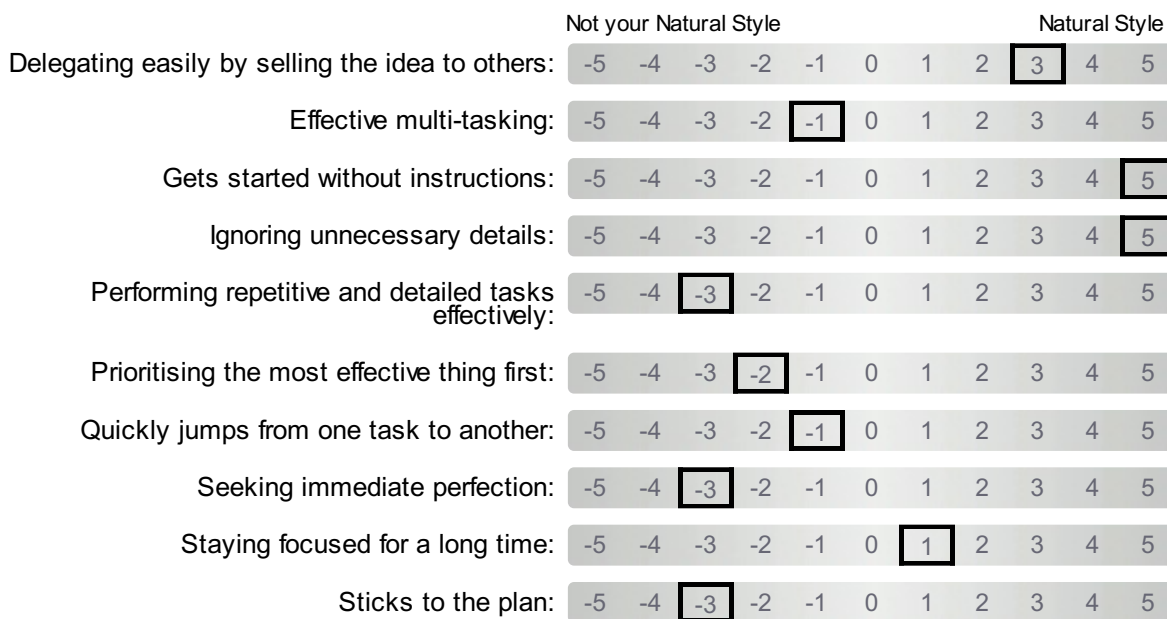 Not your Natural Style Natural Style
Delegating easily by selling the idea to others: -5 -4 -3 -2 -1 0 1 2 3 4 5
Effective multi-tasking: -5 -4 -3 -2 -1 0 1 2 3 4 5
Gets started without instructions: -5 -4 -3 -2 -1 0 1 2 3 4 5
Ignoring unnecessary details: -5 -4 -3 -2 -1 0 1 2 3 4 5
Performing repetitive and detailed tasks
effectively: -5 -4 -3 -2 -1 0 1 2 3 4 5
Prioritising the most effective thing first: -5 -4 -3 -2 -1 0 1 2 3 4 5
Quickly jumps from one task to another: -5 -4 -3 -2 -1 0 1 2 3 4 5
Seeking immediate perfection: -5 -4 -3 -2 -1 0 1 2 3 4 5
Staying focused for a long time: -5 -4 -3 -2 -1 0 1 2 3 4 5
Sticks to the plan: -5 -4 -3 -2 -1 0 1 2 3 4 5